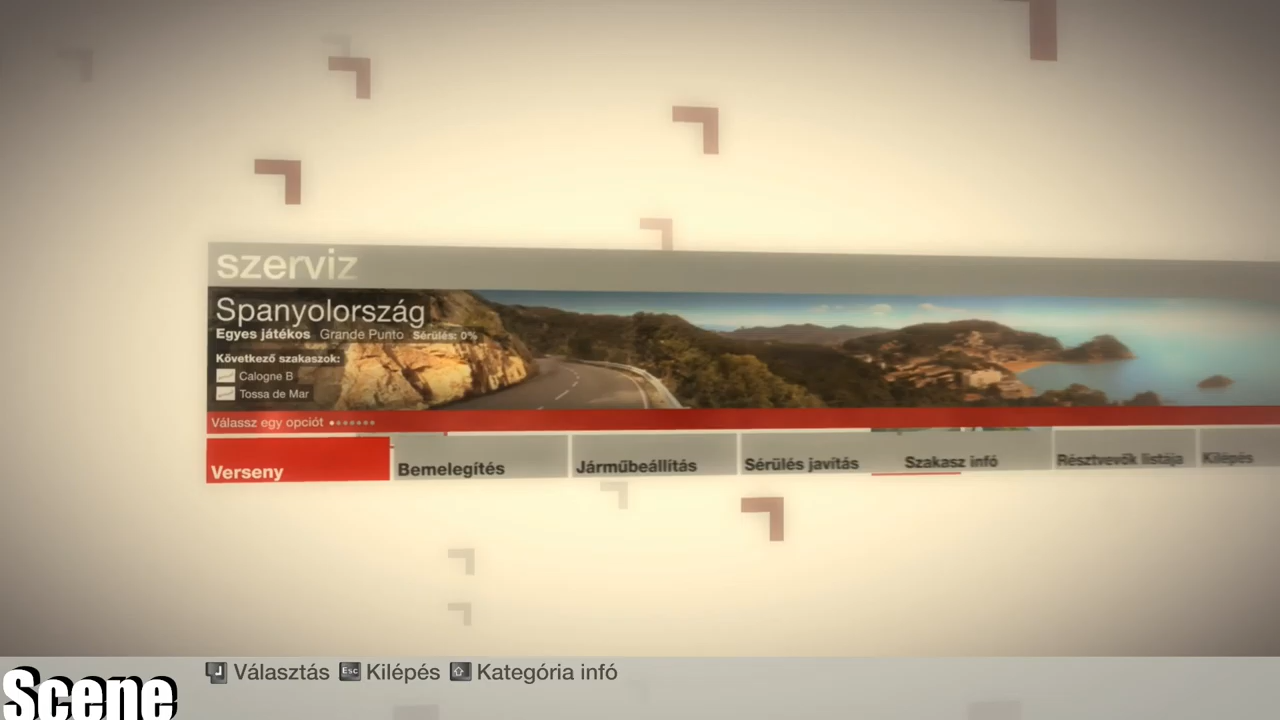 szerviz
Spanyolország
Egyes játékos Grande Punto Sérülés: 0%
Következő szakaszok:
Calogne B
Tossa de Mar
Válassz egy opciót
Verseny Bemelegítés Járműbeállítás Sérülés javítás Szakasz infó Résztvevők listája Kilépés
Választás Esc Kilépés Kategória infó
Scene